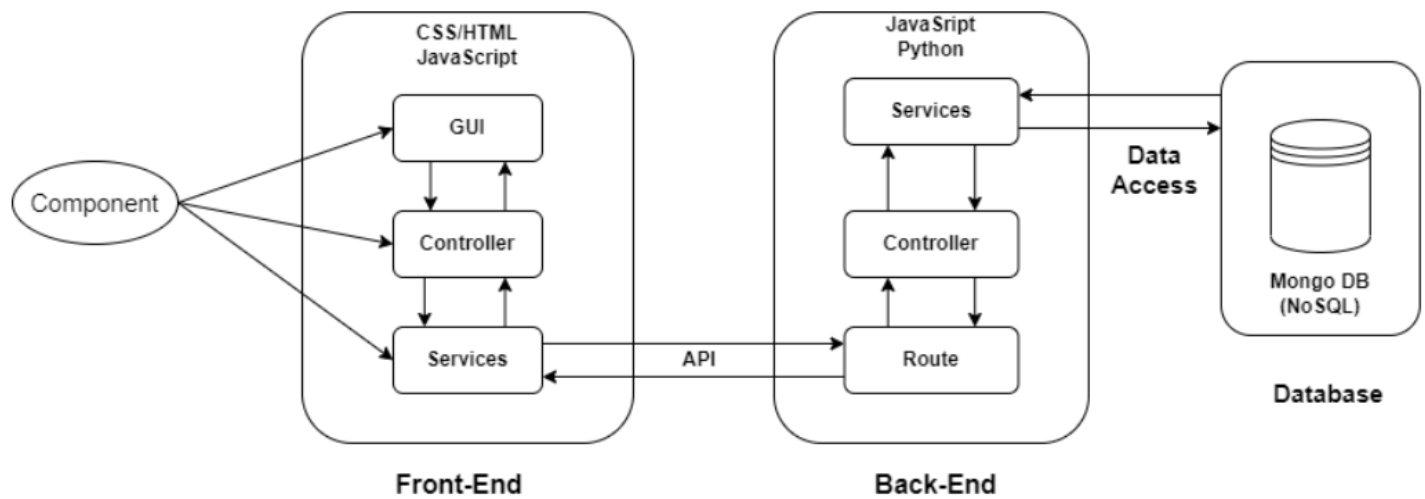 Component
CSS/HTML
JavaScript
GUI
Controller
Services
Front-End
API
JavaSript
Python
Services
Controller
Route
Back-End
Data
Access
Mongo DB
(NoSQL)
Database